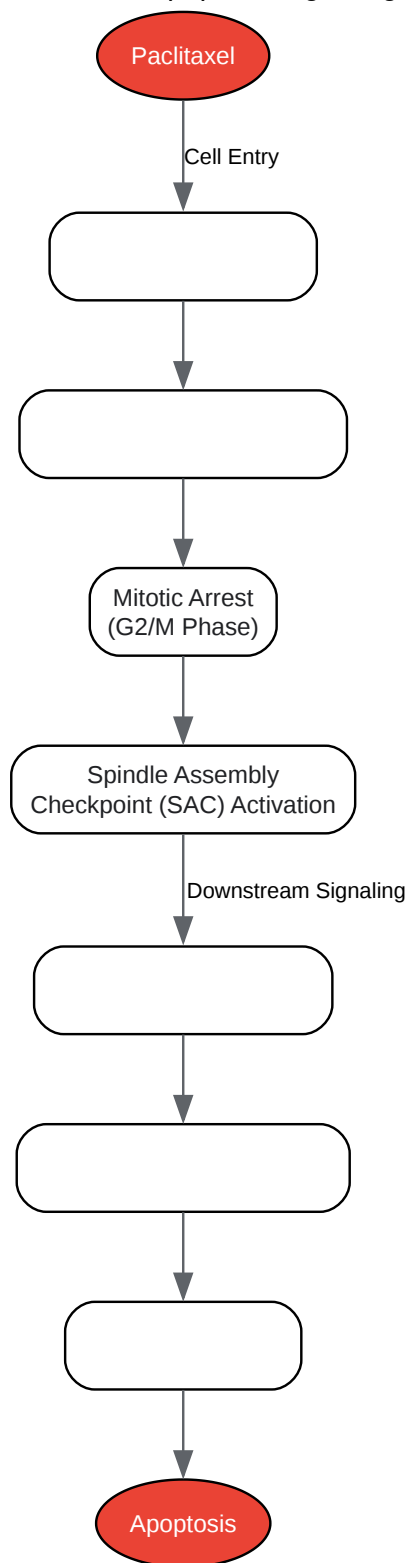 Paclitaxel
Cell Entry
Mitotic Arrest
(G2/M Phase)
Spindle Assembly
Checkpoint (SAC) Activation
Downstream Signaling
Apoptosis